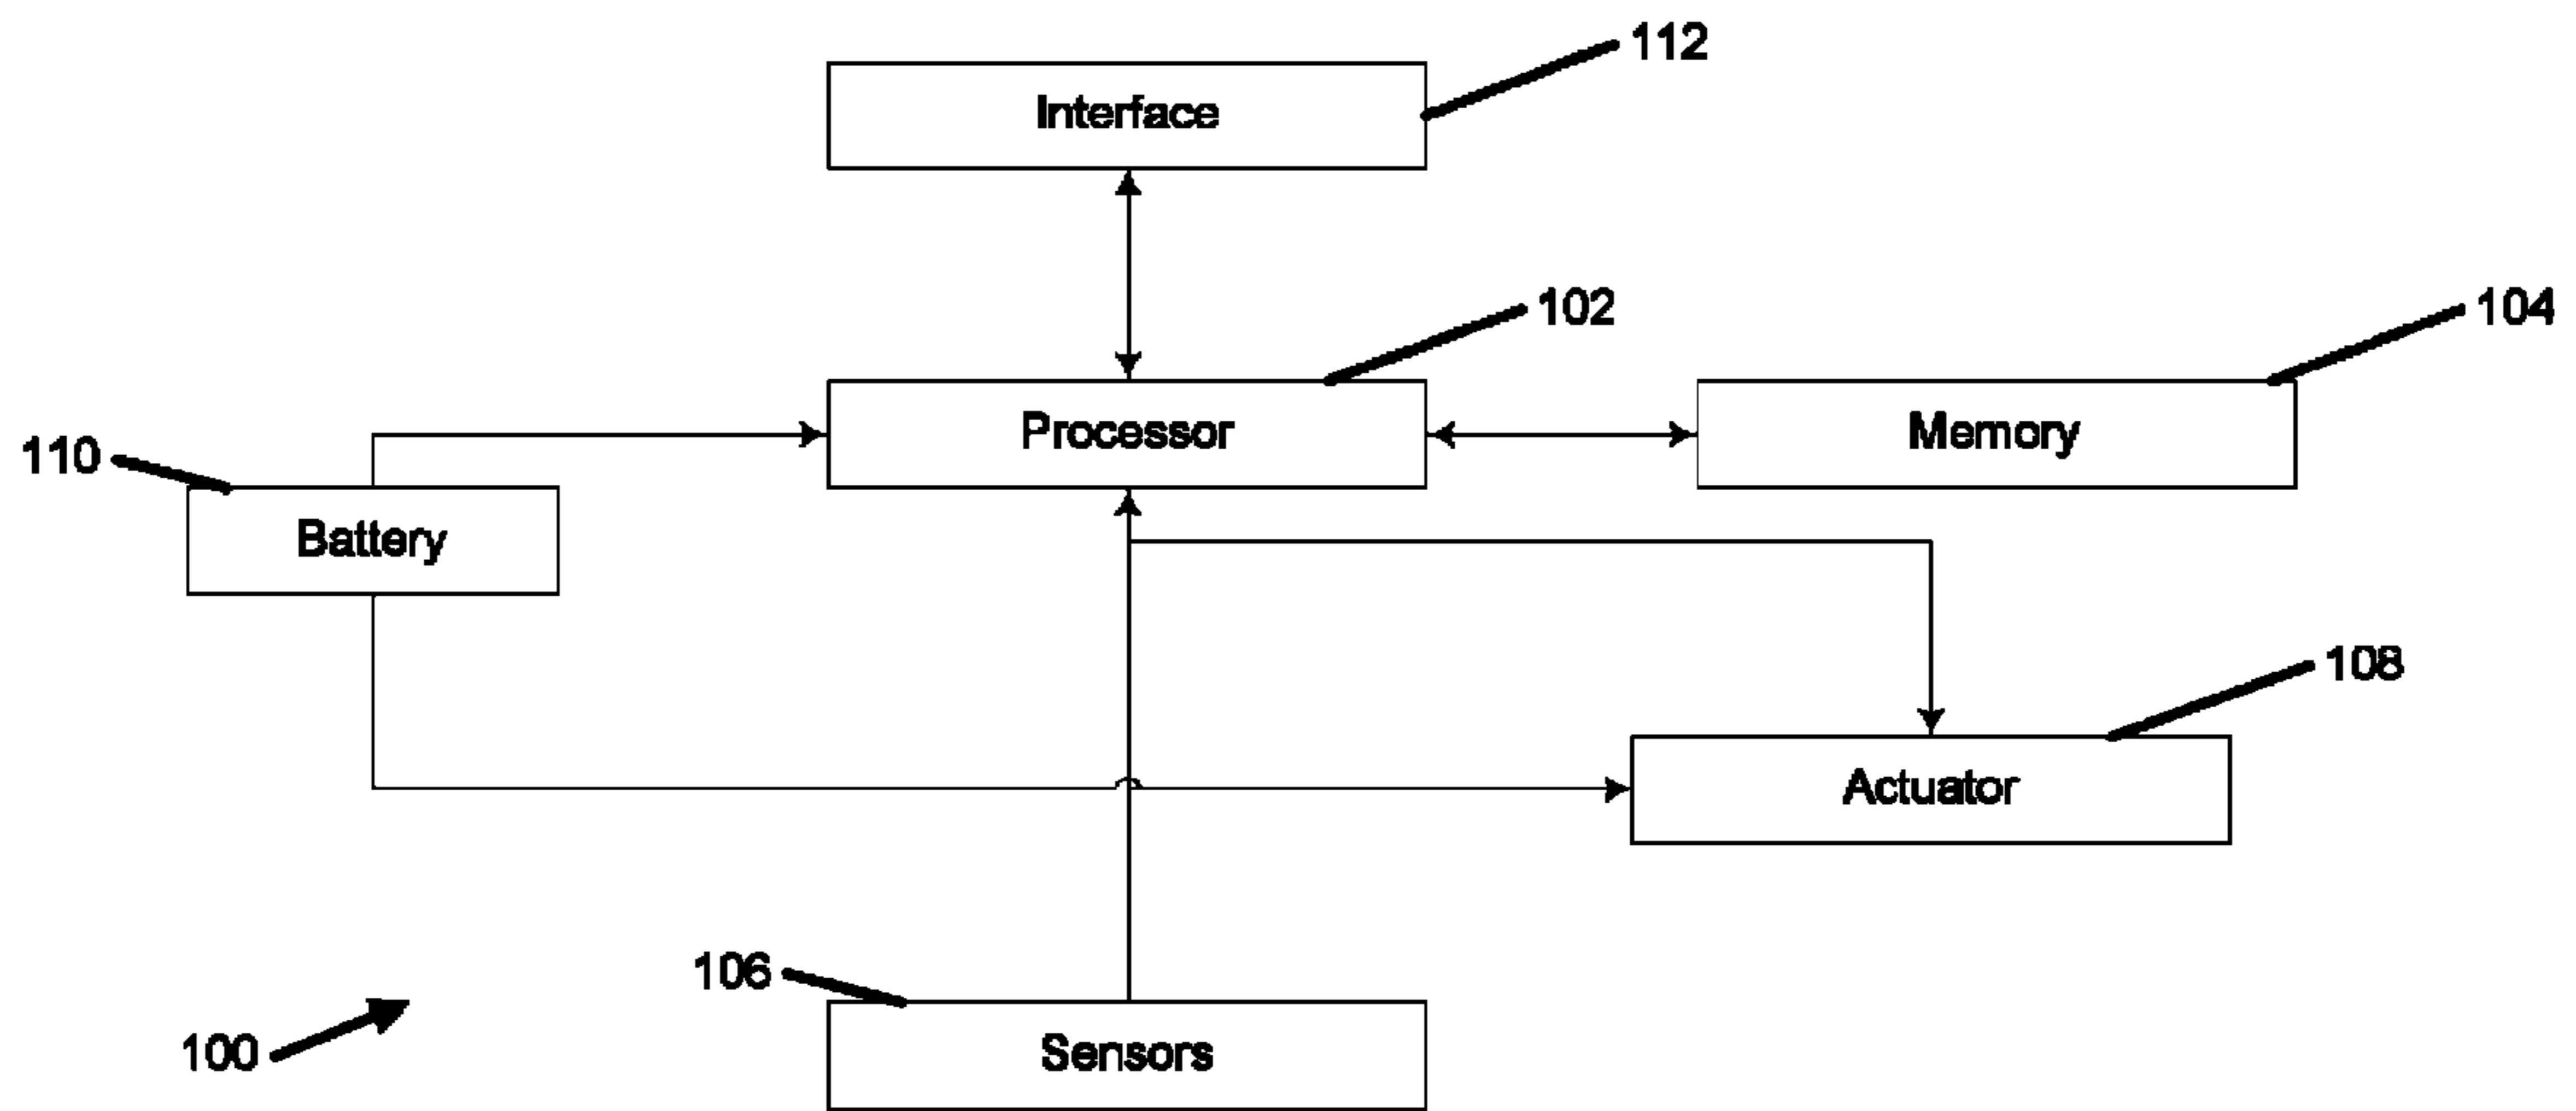 112
Interface
102
104
Processor
Memory
110
Battery
108
Actuator
106
100
Sensors